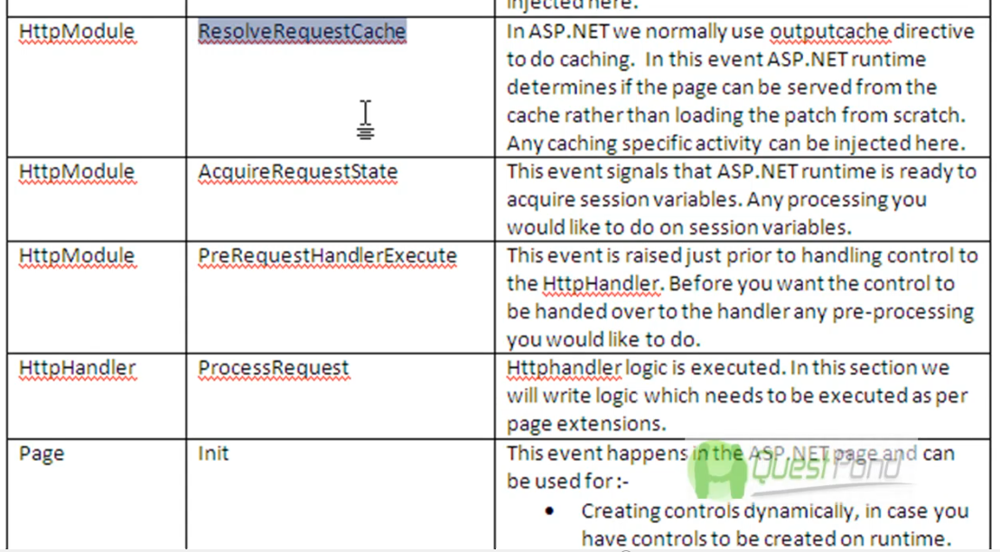 injected here.
HttpModule
ResolveRequestCache
In ASP.NET we normally use outputcache directive
to do caching.  In this event ASP.NET runtime
determines if the page can be served from the
cache rather than loading the patch from scratch.
Any caching specific activity can be injected here.
HttpModule
AcquireRequestState
This event signals that ASP.NET runtime is ready to
acquire session variables. Any processing you
would like to do on session variables.
HttpModule
PreRequestHandlerExecute
This event is raised just prior to handling control to
the HttpHandler. Before you want the control to
be handed over to the handler any pre-processing
you would like to do.
HttpHandler
ProcessRequest
Httphandler logic is executed. In this section we
will write logic which needs to be executed as per
page extensions.
Page
Init
This event happens in the ASP.NET page and can
be used for :-
QuestPond
• Creating controls dynamically, in case you
have controls to be created on runtime.